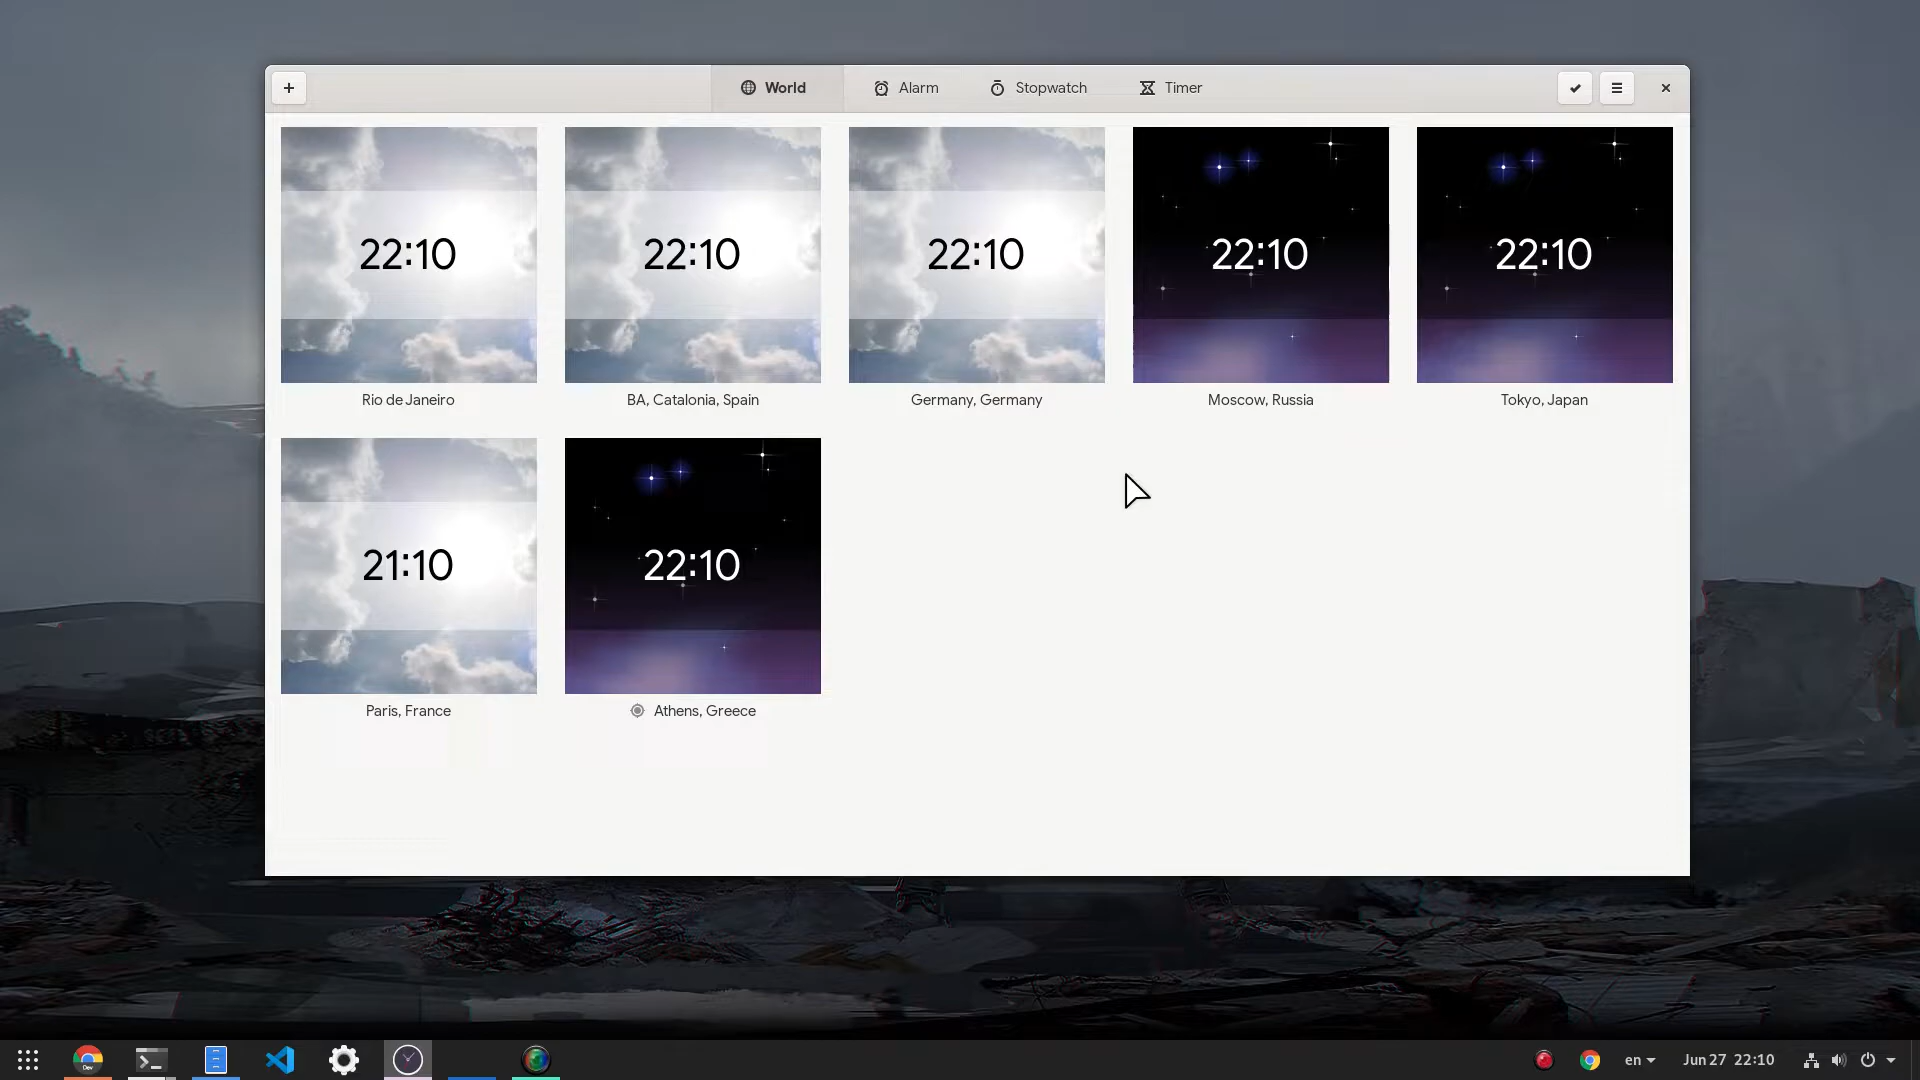 World
Alarm
Stopwatch
Timer
22:10
22:10
22:10
22:10
22:10
Rio de Janeiro
BA, Catalonia, Spain
Germany, Germany
Moscow, Russia
Tokyo, Japan
21:10
22:10
Paris, France
Athens, Greece
Dev
en
Jun 27 22:10